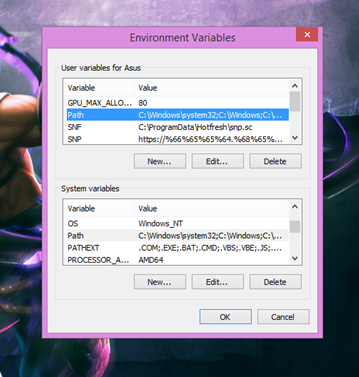 Environment Variables
User variables for Asus
Variable Value
GPU_MAX_ALLO... 80
Path C:\Windows\system32;C:\Windows;C:\...
SNF C:\ProgramData\Hotfresh\snp.sc
SNP https://%66%65%65%64.%68%65%...
New... Edit... Delete
System variables
Variable Value
OS Windows_NT
Path C:\Windows\system32;C:\Windows;C:\...
PATHEXT .COM;.EXE;.BAT;.CMD;.VBS;.VBE;.JS;....
PROCESSOR_A... AMD64
New... Edit... Delete
OK Cancel